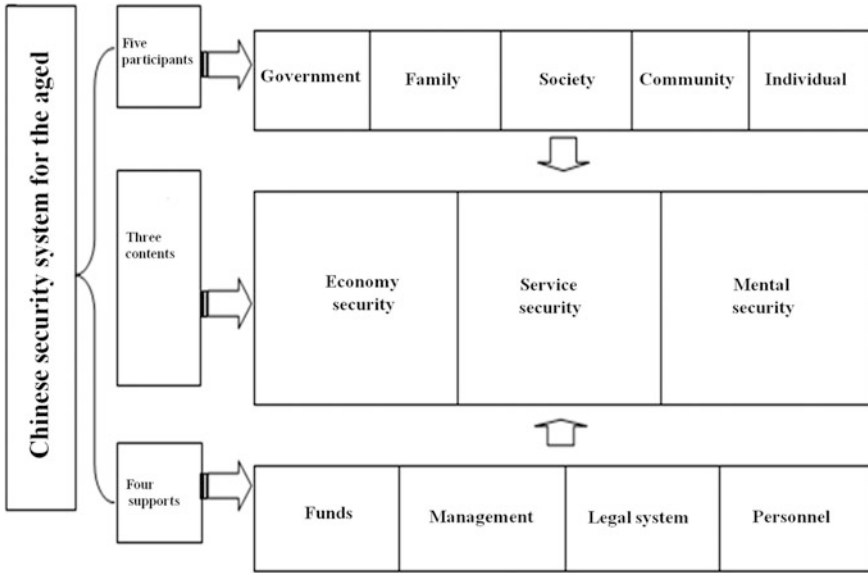 Chinese security system for the aged
Five
participants
Government
Family
Society
Community
Individual
Three
contents
Economy
security
Service
security
Mental
security
Four
supports
Funds
Management
Legal system
Personnel